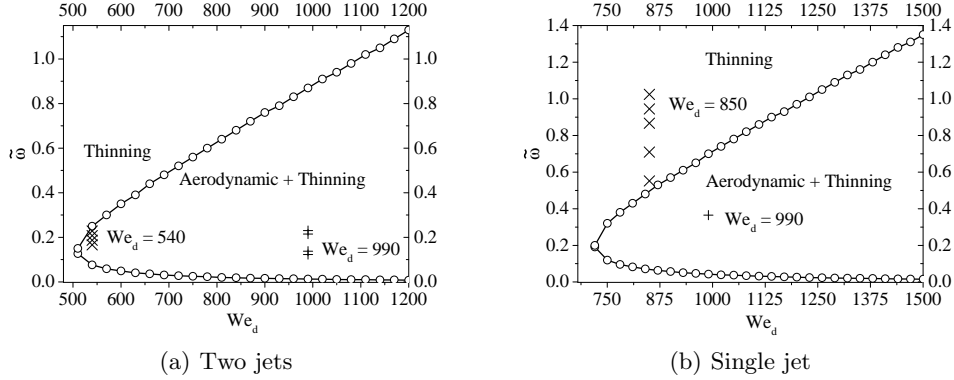 500 600 700 800 900 1000 1100 1200
1.0
0.8
0.6
0.4
0.2
0.0
ω̃
1.0
0.8
0.6
0.4
0.2
0.0
Thinning
Aerodynamic + Thinning
We_d = 540
We_d = 990
500 600 700 800 900 1000 1100 1200
We_d
(a) Two jets
750 875 1000 1125 1250 1375 1500
1.4
1.2
1.0
0.8
0.6
0.4
0.2
0.0
ω̃
1.4
1.2
1.0
0.8
0.6
0.4
0.2
0.0
Thinning
We_d = 850
Aerodynamic + Thinning
We_d = 990
750 875 1000 1125 1250 1375 1500
We_d
(b) Single jet